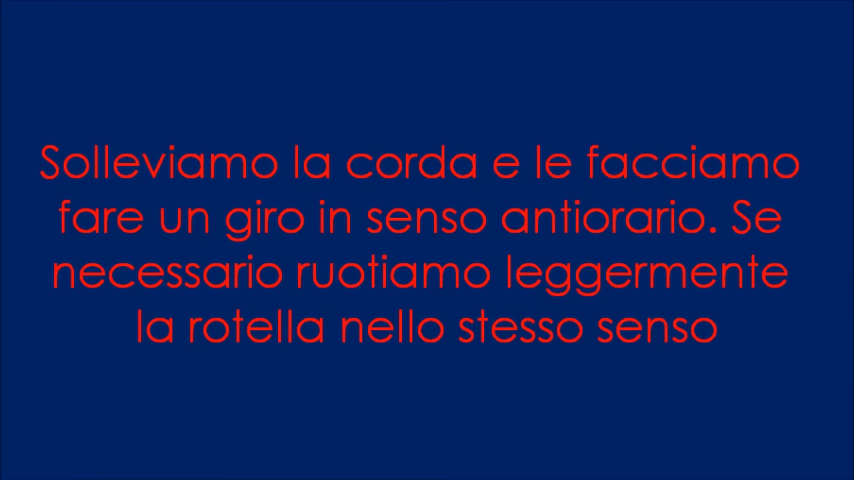 Solleviamo la corda e le facciamo
fare un giro in senso antiorario. Se
necessario ruotiamo leggermente
la rotella nello stesso senso